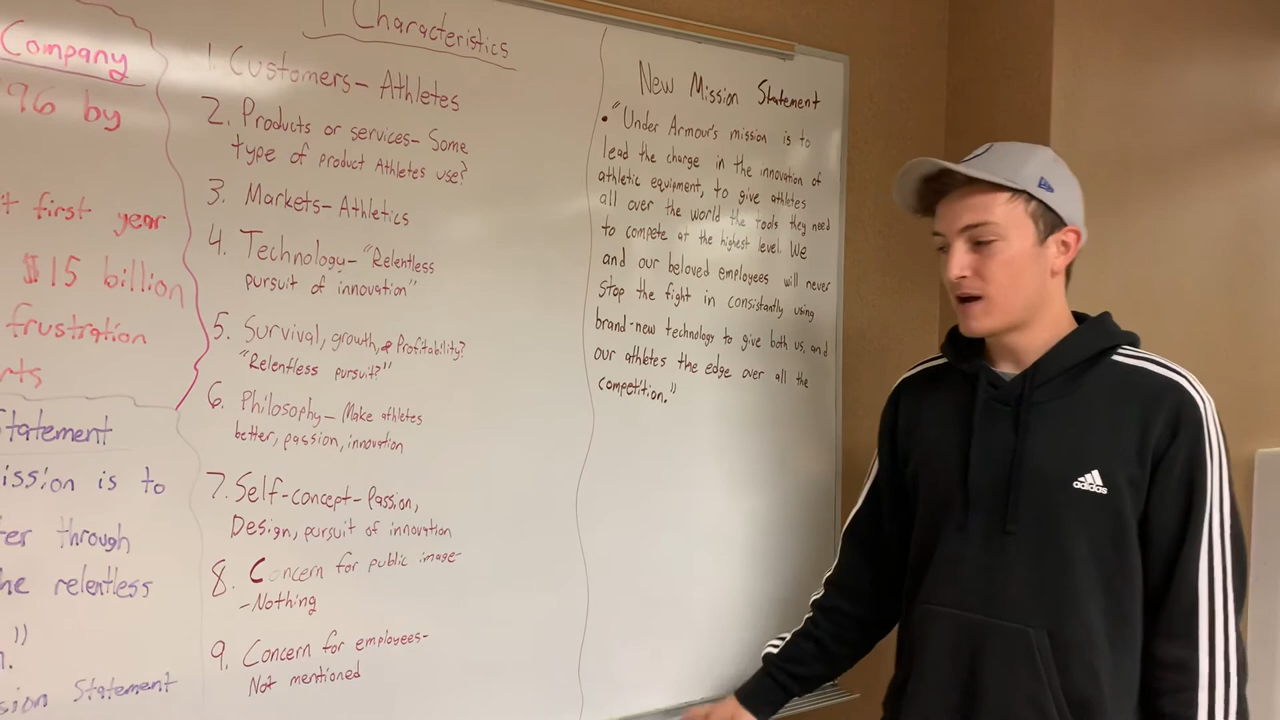 Company
'96 by
t first year
$15 billion
frustration
rts
Statement
ission is to
ter through
he relentless
")
n.
sion Statement
Characteristics
1. Customers- Athletes
2. Products or services- Some
type of product Athletes use?
3. Markets- Athletics
4. Technology- "Relentless
pursuit of innovation"
5. Survival, growth, & Profitability?
"Relentless pursuit?"
6. Philosophy- Make athletes
better, passion, innovation
7. Self-concept- Passion,
Design, pursuit of innovation
8. Concern for public image-
-Nothing
9. Concern for employees-
Not mentioned
New Mission Statement
• "Under Armour's mission is to
lead the charge in the innovation of
athletic equipment, to give athletes
all over the world the tools they need
to compete at the highest level. We
and our beloved employees will never
stop the fight in consistantly using
brand-new technology to give both us, and
our athletes the edge over all the
competition."
adidas